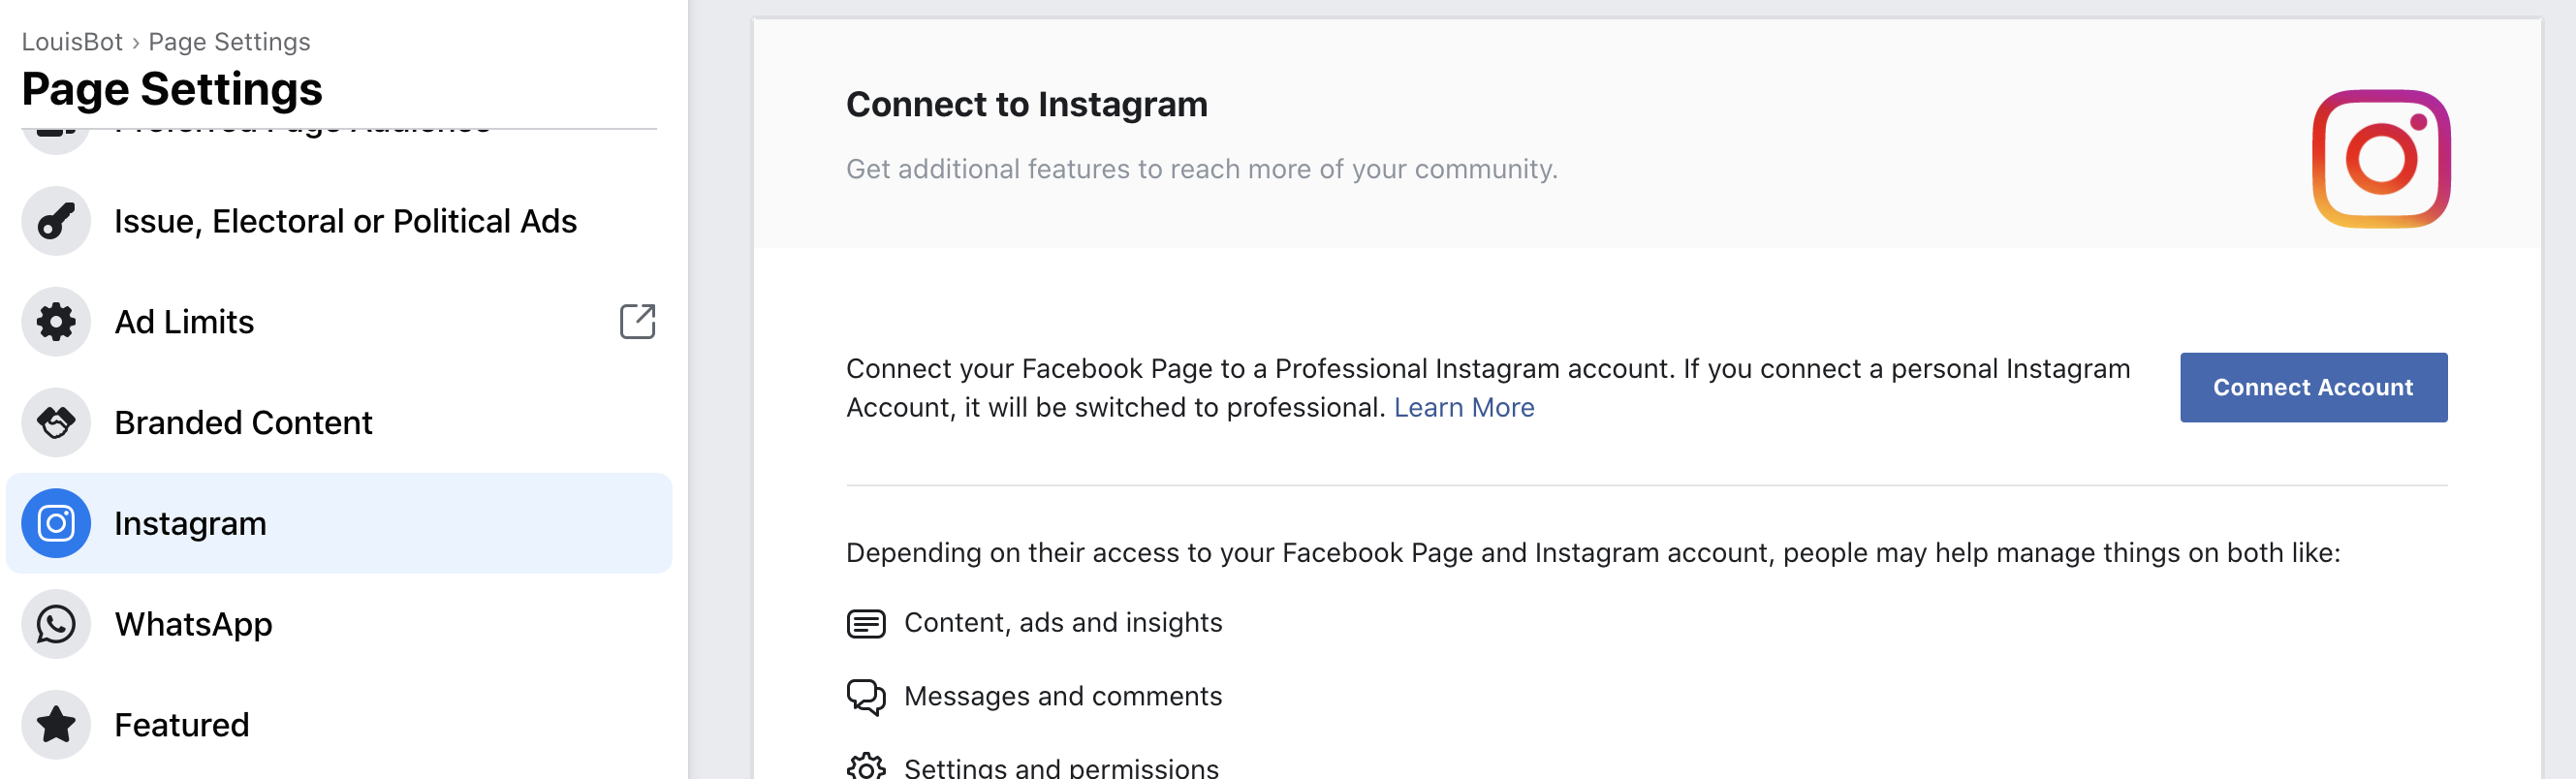 LouisBot › Page Settings
Page Settings
Preferred Page Audience
Issue, Electoral or Political Ads
Ad Limits
Branded Content
Instagram
WhatsApp
Featured
Connect to Instagram
Get additional features to reach more of your community.
Connect your Facebook Page to a Professional Instagram account. If you connect a personal Instagram
Account, it will be switched to professional. Learn More
Connect Account
Depending on their access to your Facebook Page and Instagram account, people may help manage things on both like:
Content, ads and insights
Messages and comments
Settings and permissions